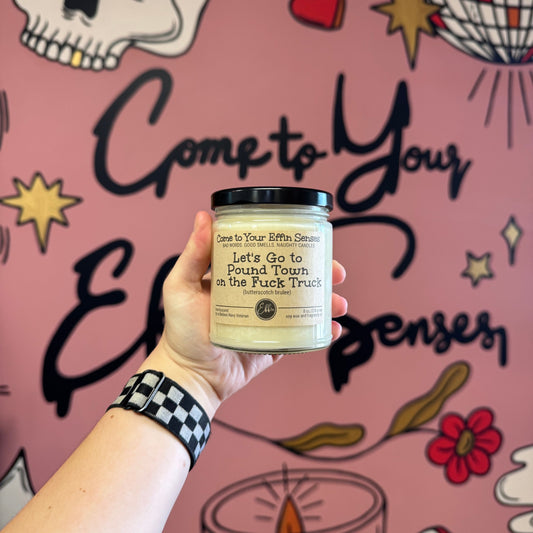 Come to Your
Effin Senses
Come to Your Effin Senses
BAD WORDS. GOOD SMELLS. NAUGHTY CANDLES
Let's Go to
Pound Town
on the Fuck Truck
(butterscotch brulee)
Effin